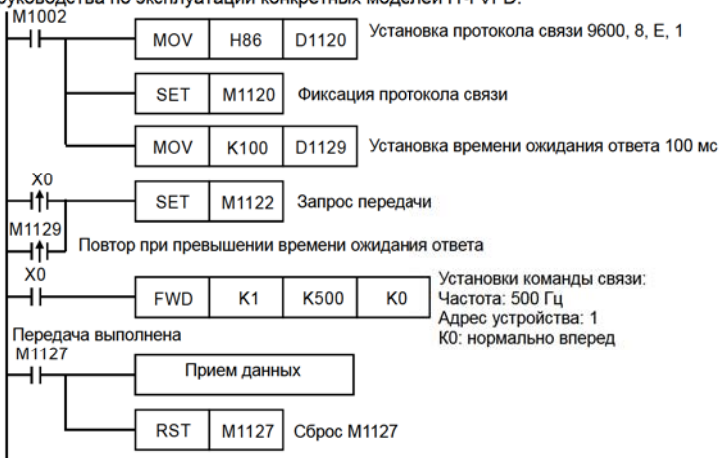 руководства по эксплуатации конкретных моделей ПЧ VFD.
M1002
MOV H86 D1120 Установка протокола связи 9600, 8, E, 1
SET M1120 Фиксация протокола связи
MOV K100 D1129 Установка времени ожидания ответа 100 мс
X0
SET M1122 Запрос передачи
M1129
Повтор при превышении времени ожидания ответа
X0
FWD K1 K500 K0
Установки команды связи:
Частота: 500 Гц
Адрес устройства: 1
K0: нормально вперед
Передача выполнена
M1127
Прием данных
RST M1127 Сброс M1127